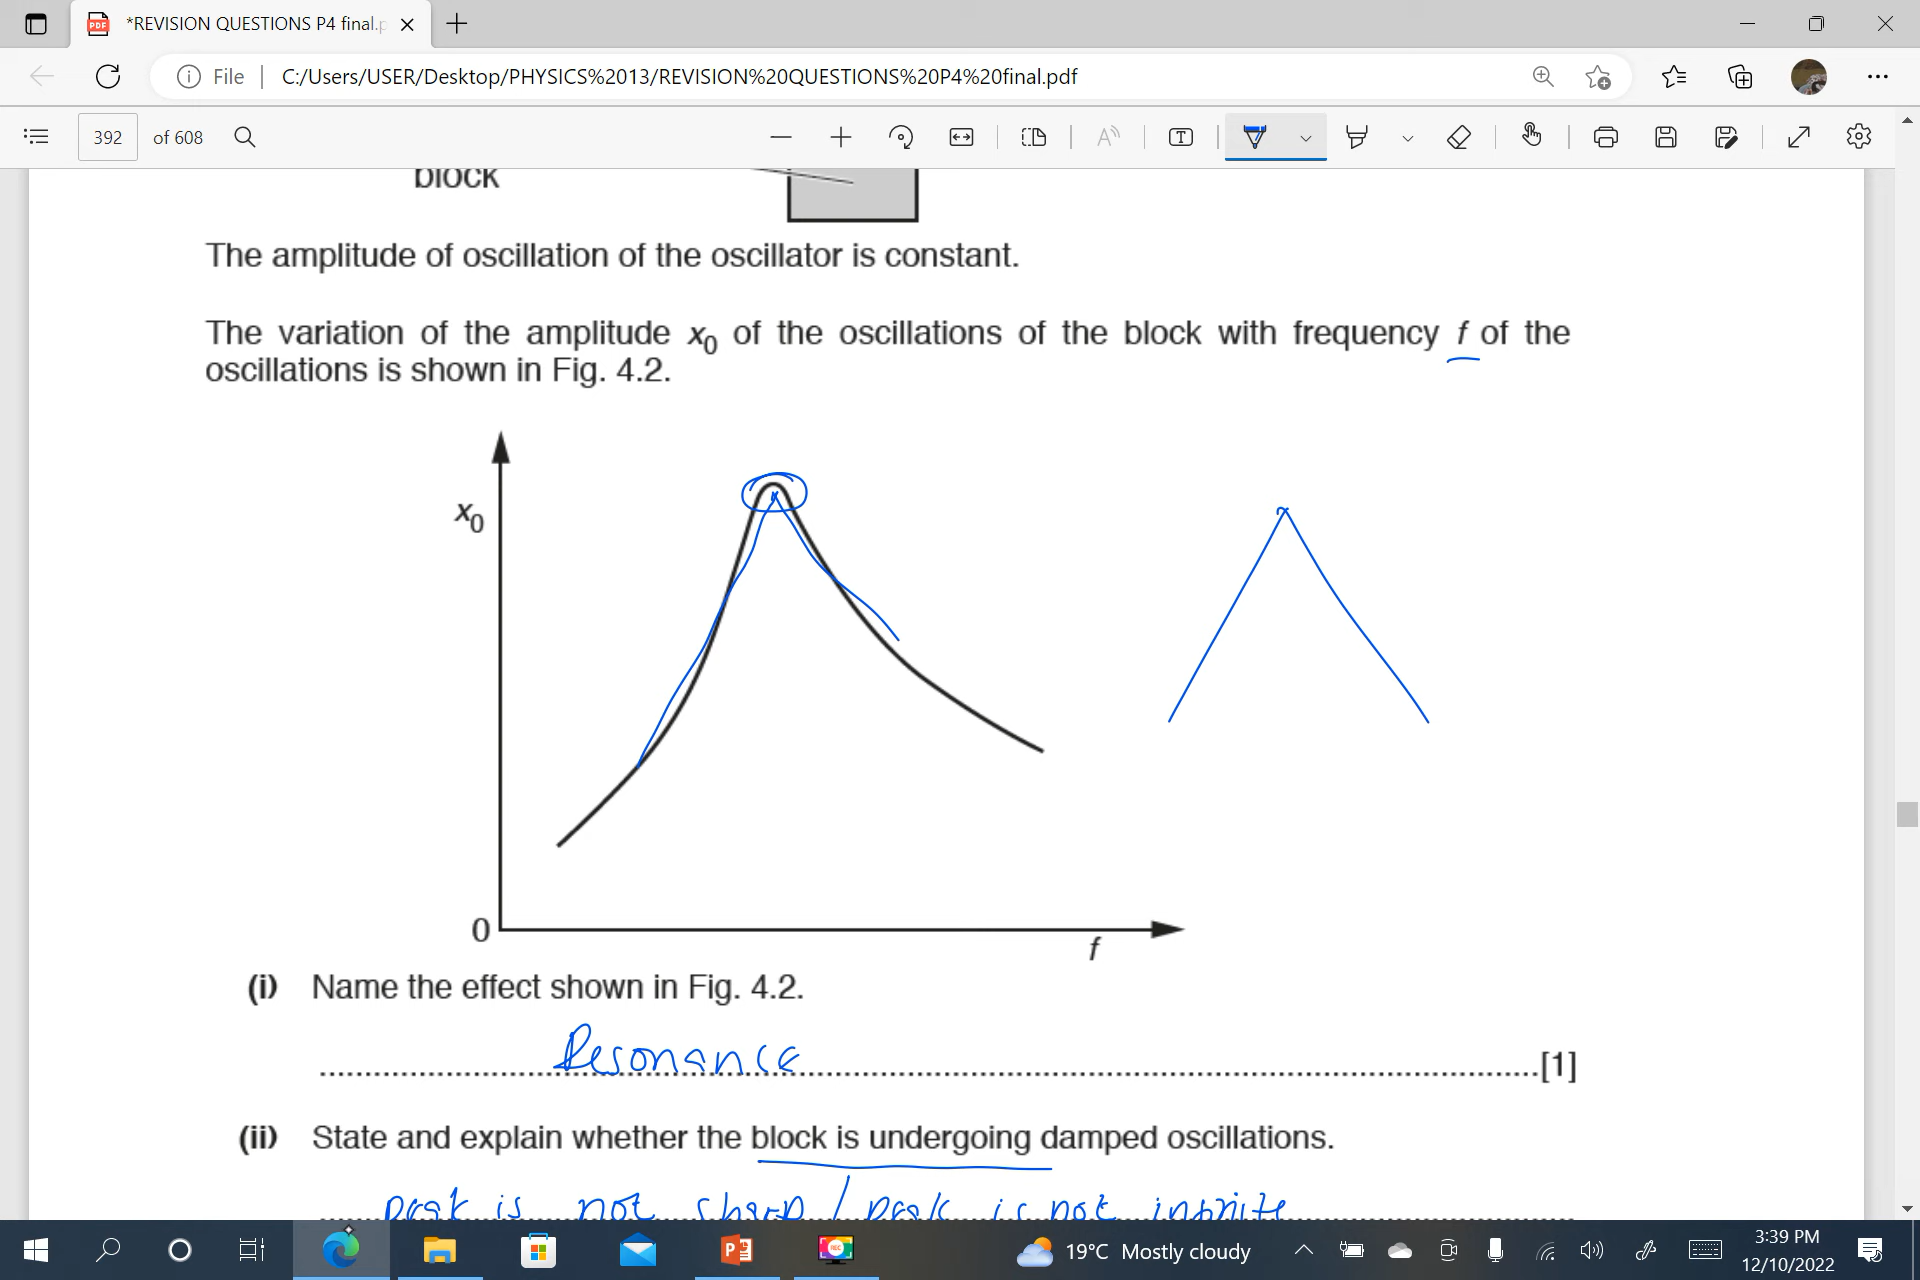 *REVISION QUESTIONS P4 final.p
File
C:/Users/USER/Desktop/PHYSICS%2013/REVISION%20QUESTIONS%20P4%20final.pdf
392 of 608
block
The amplitude of oscillation of the oscillator is constant.
The variation of the amplitude x0 of the oscillations of the block with frequency f of the
oscillations is shown in Fig. 4.2.
x0
0
f
(i) Name the effect shown in Fig. 4.2.
Resonance
[1]
(ii) State and explain whether the block is undergoing damped oscillations.
peak is not sharp / peak is not infinite
19°C Mostly cloudy
3:39 PM
12/10/2022